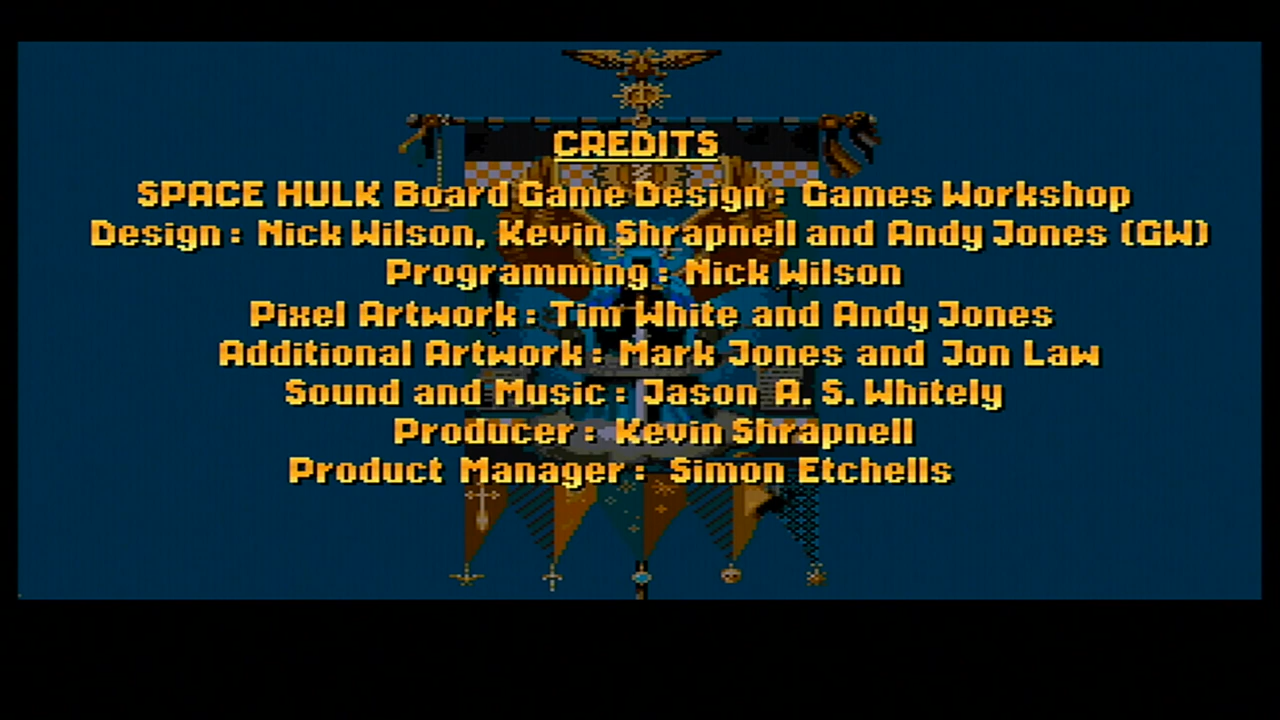 CREDITS
SPACE HULK Board Game Design : Games Workshop
Design : Nick Wilson, Kevin Shrapnell and Andy Jones (GW)
Programming : Nick Wilson
Pixel Artwork : Tim White and Andy Jones
Additional Artwork : Mark Jones and Jon Law
Sound and Music : Jason A. S. Whitely
Producer : Kevin Shrapnell
Product Manager : Simon Etchells